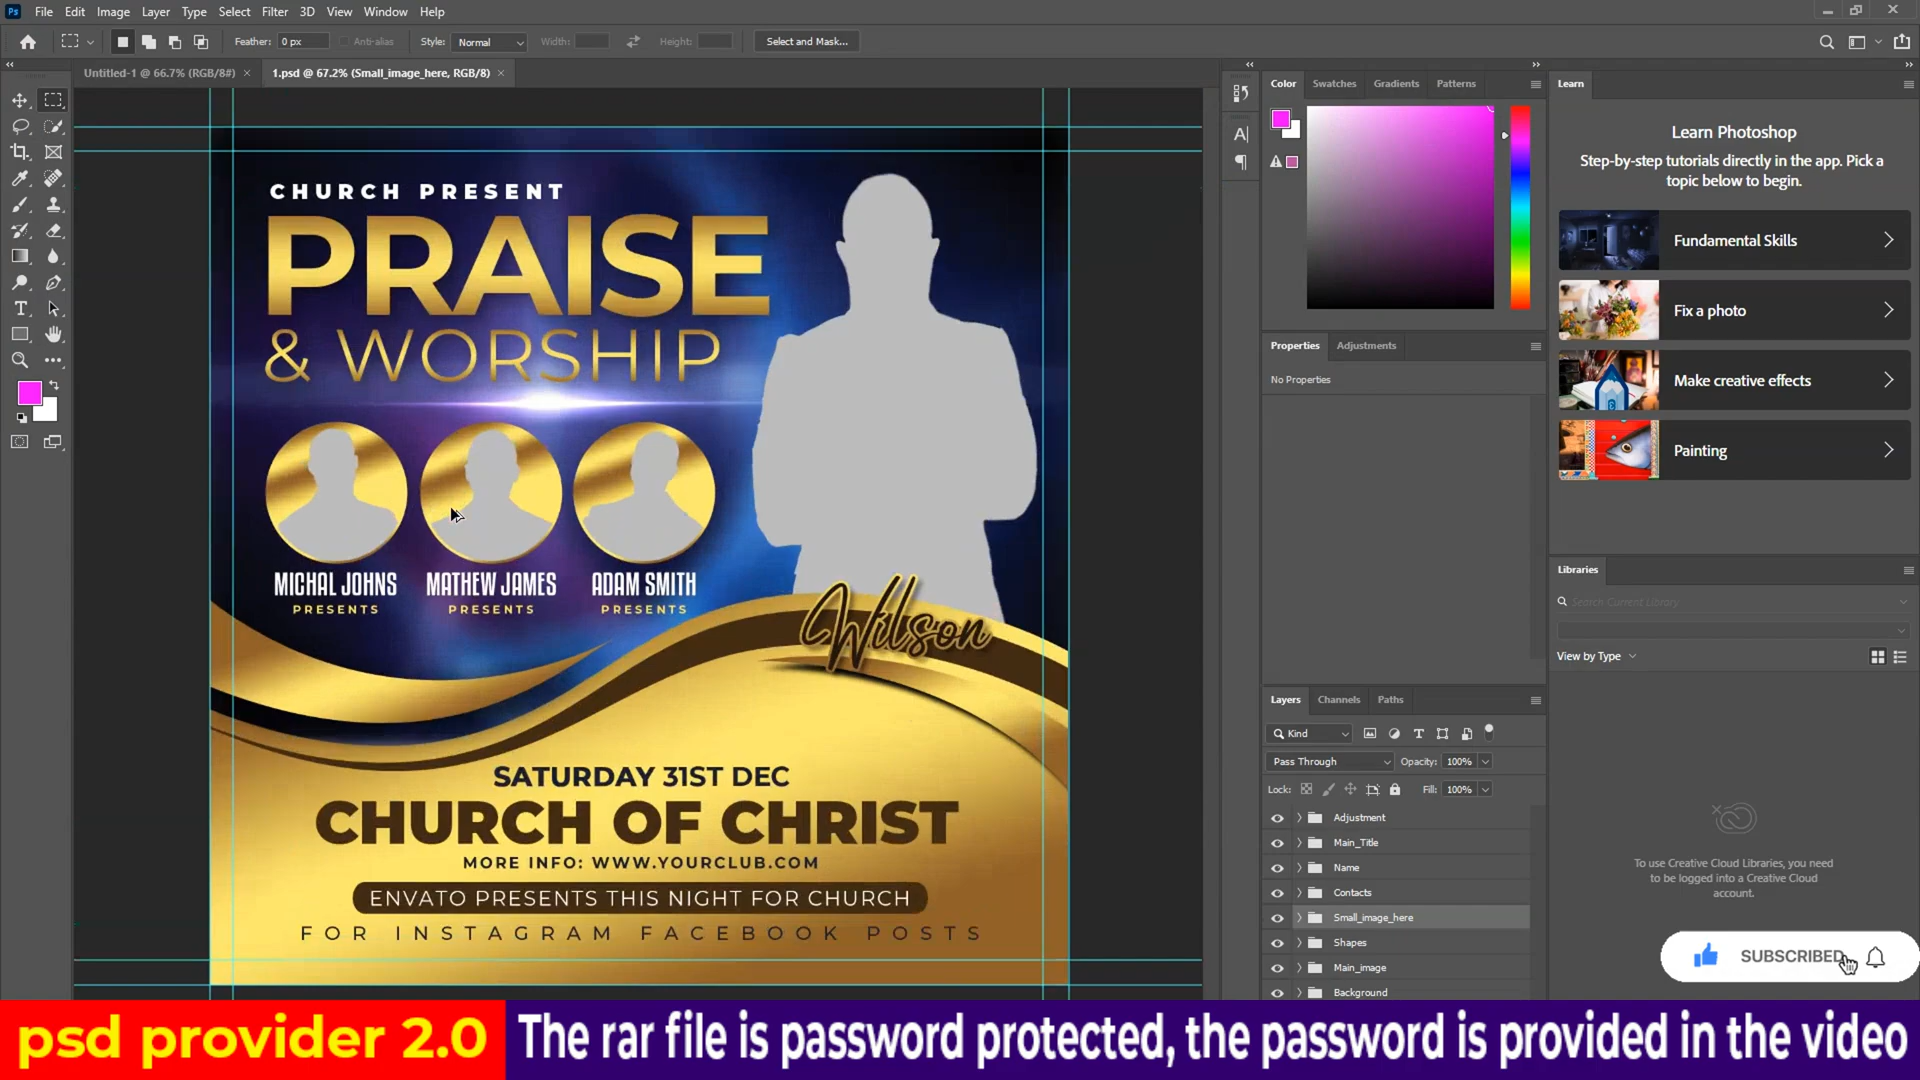 Ps File Edit Image Layer Type Select Filter 3D View Window Help
Feather: 0 px Anti-alias Style: Normal Width: Height: Select and Mask...
Untitled-1 @ 66.7% (RGB/8#) × 1.psd @ 67.2% (Small_image_here, RGB/8) ×
CHURCH PRESENT
PRAISE
& WORSHIP
MICHAL JOHNS MATHEW JAMES ADAM SMITH
PRESENTS PRESENTS PRESENTS
Wilson
SATURDAY 31ST DEC
CHURCH OF CHRIST
MORE INFO: WWW.YOURCLUB.COM
ENVATO PRESENTS THIS NIGHT FOR CHURCH
FOR INSTAGRAM FACEBOOK POSTS
Color Swatches Gradients Patterns
Properties Adjustments
No Properties
Layers Channels Paths
Kind
Pass Through Opacity: 100%
Lock: Fill: 100%
Adjustment
Main_Title
Name
Contacts
Small_image_here
Shapes
Main_image
Background
Learn
Learn Photoshop
Step-by-step tutorials directly in the app. Pick a
topic below to begin.
Fundamental Skills
Fix a photo
Make creative effects
Painting
Libraries
Search Current Library
View by Type
To use Creative Cloud Libraries, you need
to be logged into a Creative Cloud
account.
SUBSCRIBED
psd provider 2.0 The rar file is password protected, the password is provided in the video